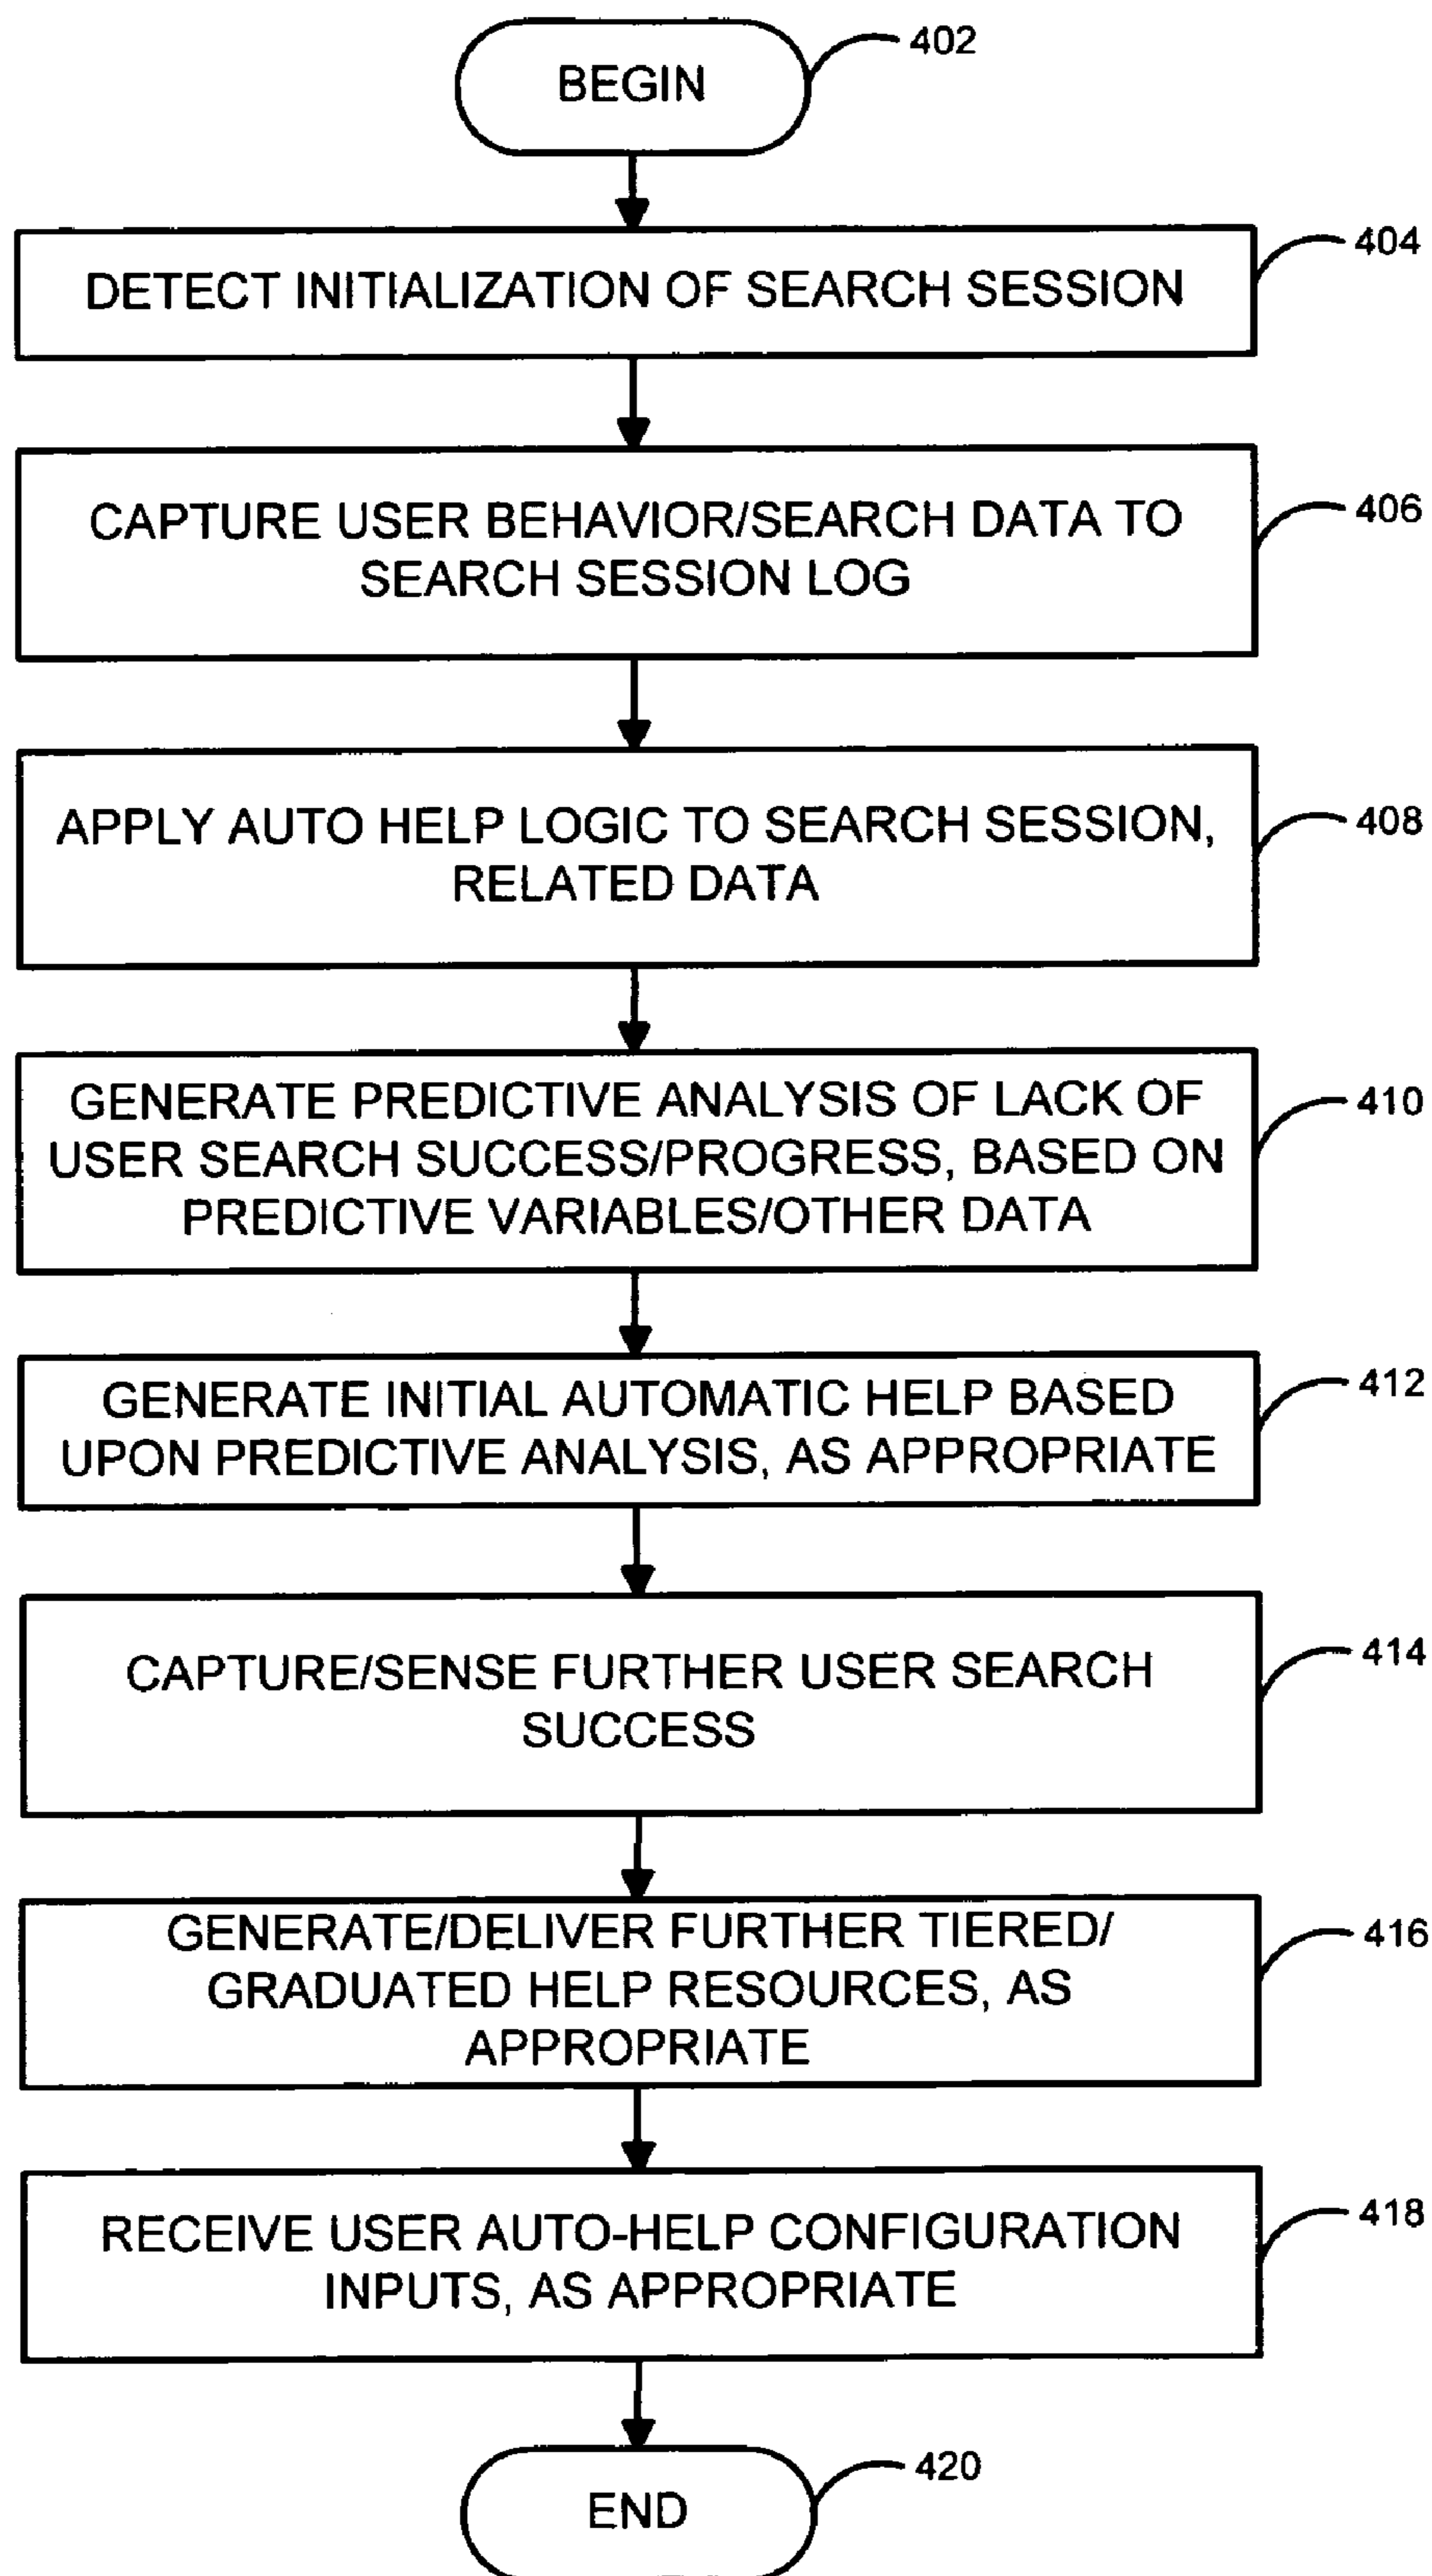 BEGIN
402
DETECT INITIALIZATION OF SEARCH SESSION
404
CAPTURE USER BEHAVIOR/SEARCH DATA TO
SEARCH SESSION LOG
406
APPLY AUTO HELP LOGIC TO SEARCH SESSION,
RELATED DATA
408
GENERATE PREDICTIVE ANALYSIS OF LACK OF
USER SEARCH SUCCESS/PROGRESS, BASED ON
PREDICTIVE VARIABLES/OTHER DATA
410
GENERATE INITIAL AUTOMATIC HELP BASED
UPON PREDICTIVE ANALYSIS, AS APPROPRIATE
412
CAPTURE/SENSE FURTHER USER SEARCH
SUCCESS
414
GENERATE/DELIVER FURTHER TIERED/
GRADUATED HELP RESOURCES, AS
APPROPRIATE
416
RECEIVE USER AUTO-HELP CONFIGURATION
INPUTS, AS APPROPRIATE
418
END
420